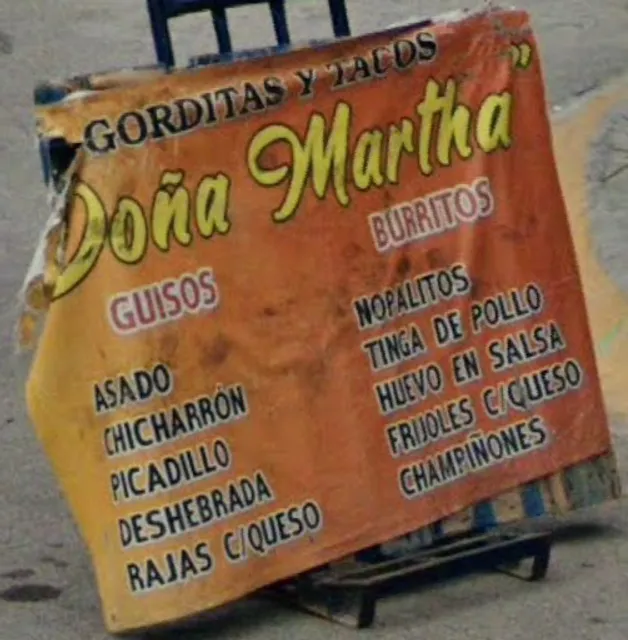 GORDITAS Y TACOS
Doña Martha"
GUISOS
ASADO
CHICHARRÓN
PICADILLO
DESHEBRADA
RAJAS C/QUESO
BURRITOS
NOPALITOS
TINGA DE POLLO
HUEVO EN SALSA
FRIJOLES C/QUESO
CHAMPIÑONES